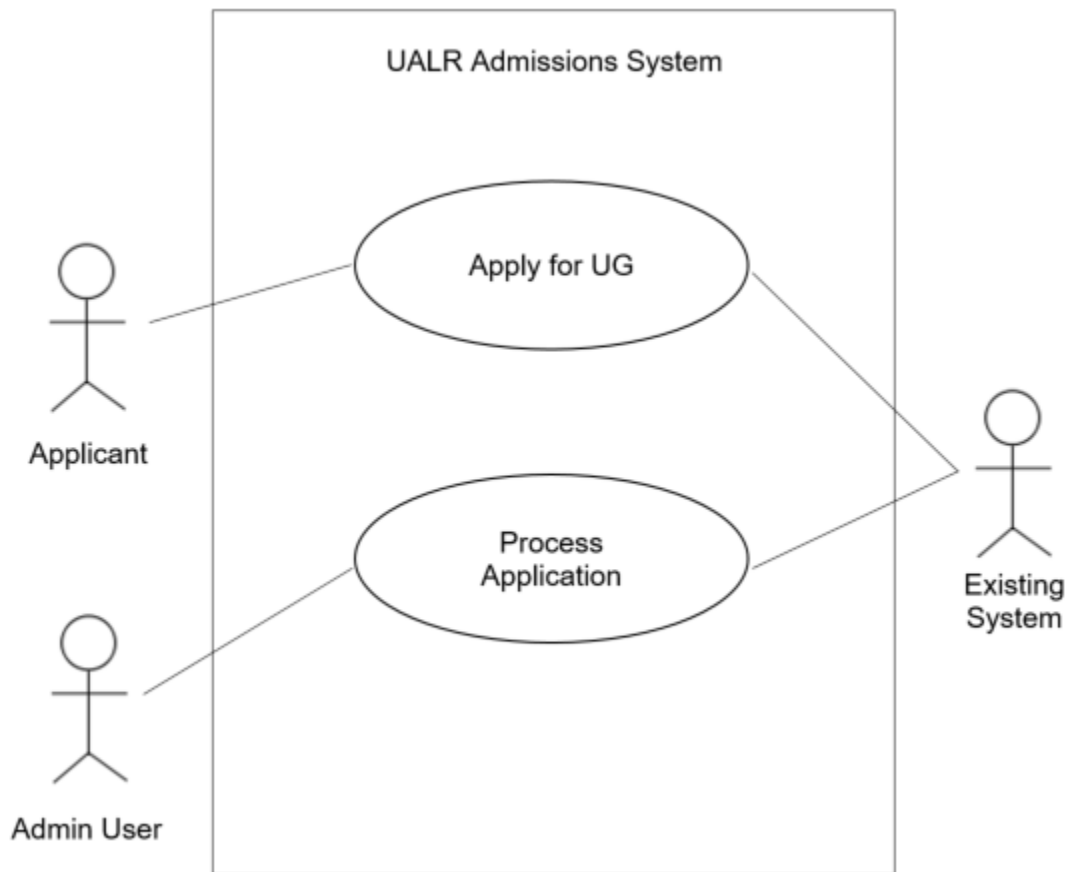 UALR Admissions System
Apply for UG
Applicant
Process
Application
Existing
System
Admin User